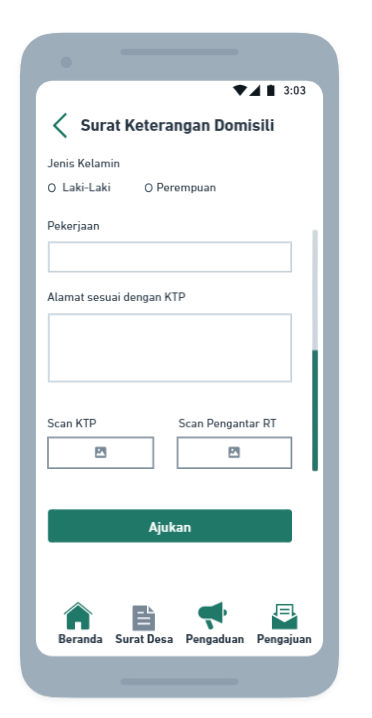 3:03
Surat Keterangan Domisili
Jenis Kelamin
O Laki-Laki O Perempuan
Pekerjaan
Alamat sesuai dengan KTP
Scan KTP Scan Pengantar RT
Ajukan
Beranda Surat Desa Pengaduan Pengajuan